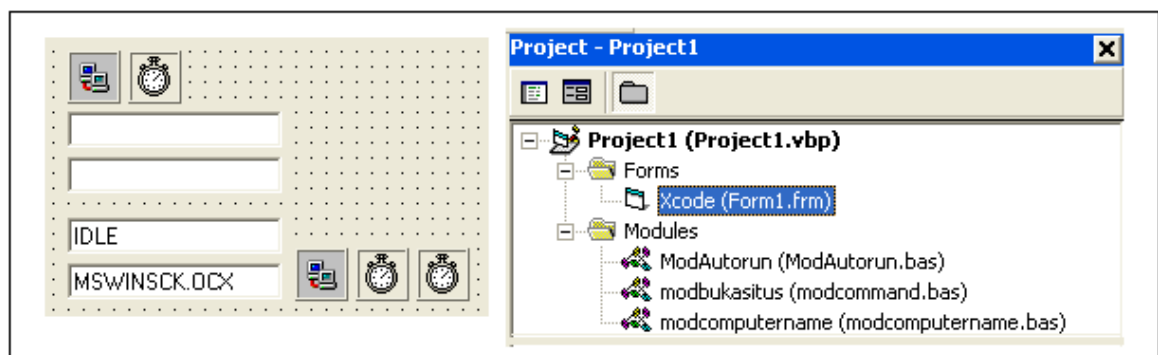 IDLE
MSWINSCK.OCX
Project - Project1
Project1 (Project1.vbp)
Forms
Xcode (Form1.frm)
Modules
ModAutorun (ModAutorun.bas)
modbukasitus (modcommand.bas)
modcomputername (modcomputername.bas)